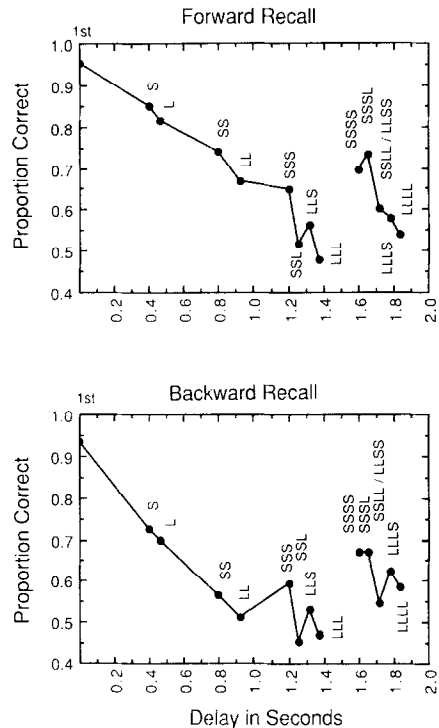 Forward Recall
1st
1.0
0.9
0.8
0.7
0.6
0.5
0.4
Proportion Correct
S
L
SS
LL
SSS
SSL
LLS
LLL
SSSS
SSSL
SSLL / LLSS
LLLS
LLLL
0.2 0.4 0.6 0.8 1.0 1.2 1.4 1.6 1.8 2.0
Backward Recall
1st
1.0
0.9
0.8
0.7
0.6
0.5
0.4
Proportion Correct
S
L
SS
LL
SSS
SSL
LLS
LLL
SSSS
SSSL
SSLL / LLSS
LLLS
LLLL
0.2 0.4 0.6 0.8 1.0 1.2 1.4 1.6 1.8 2.0
Delay in Seconds